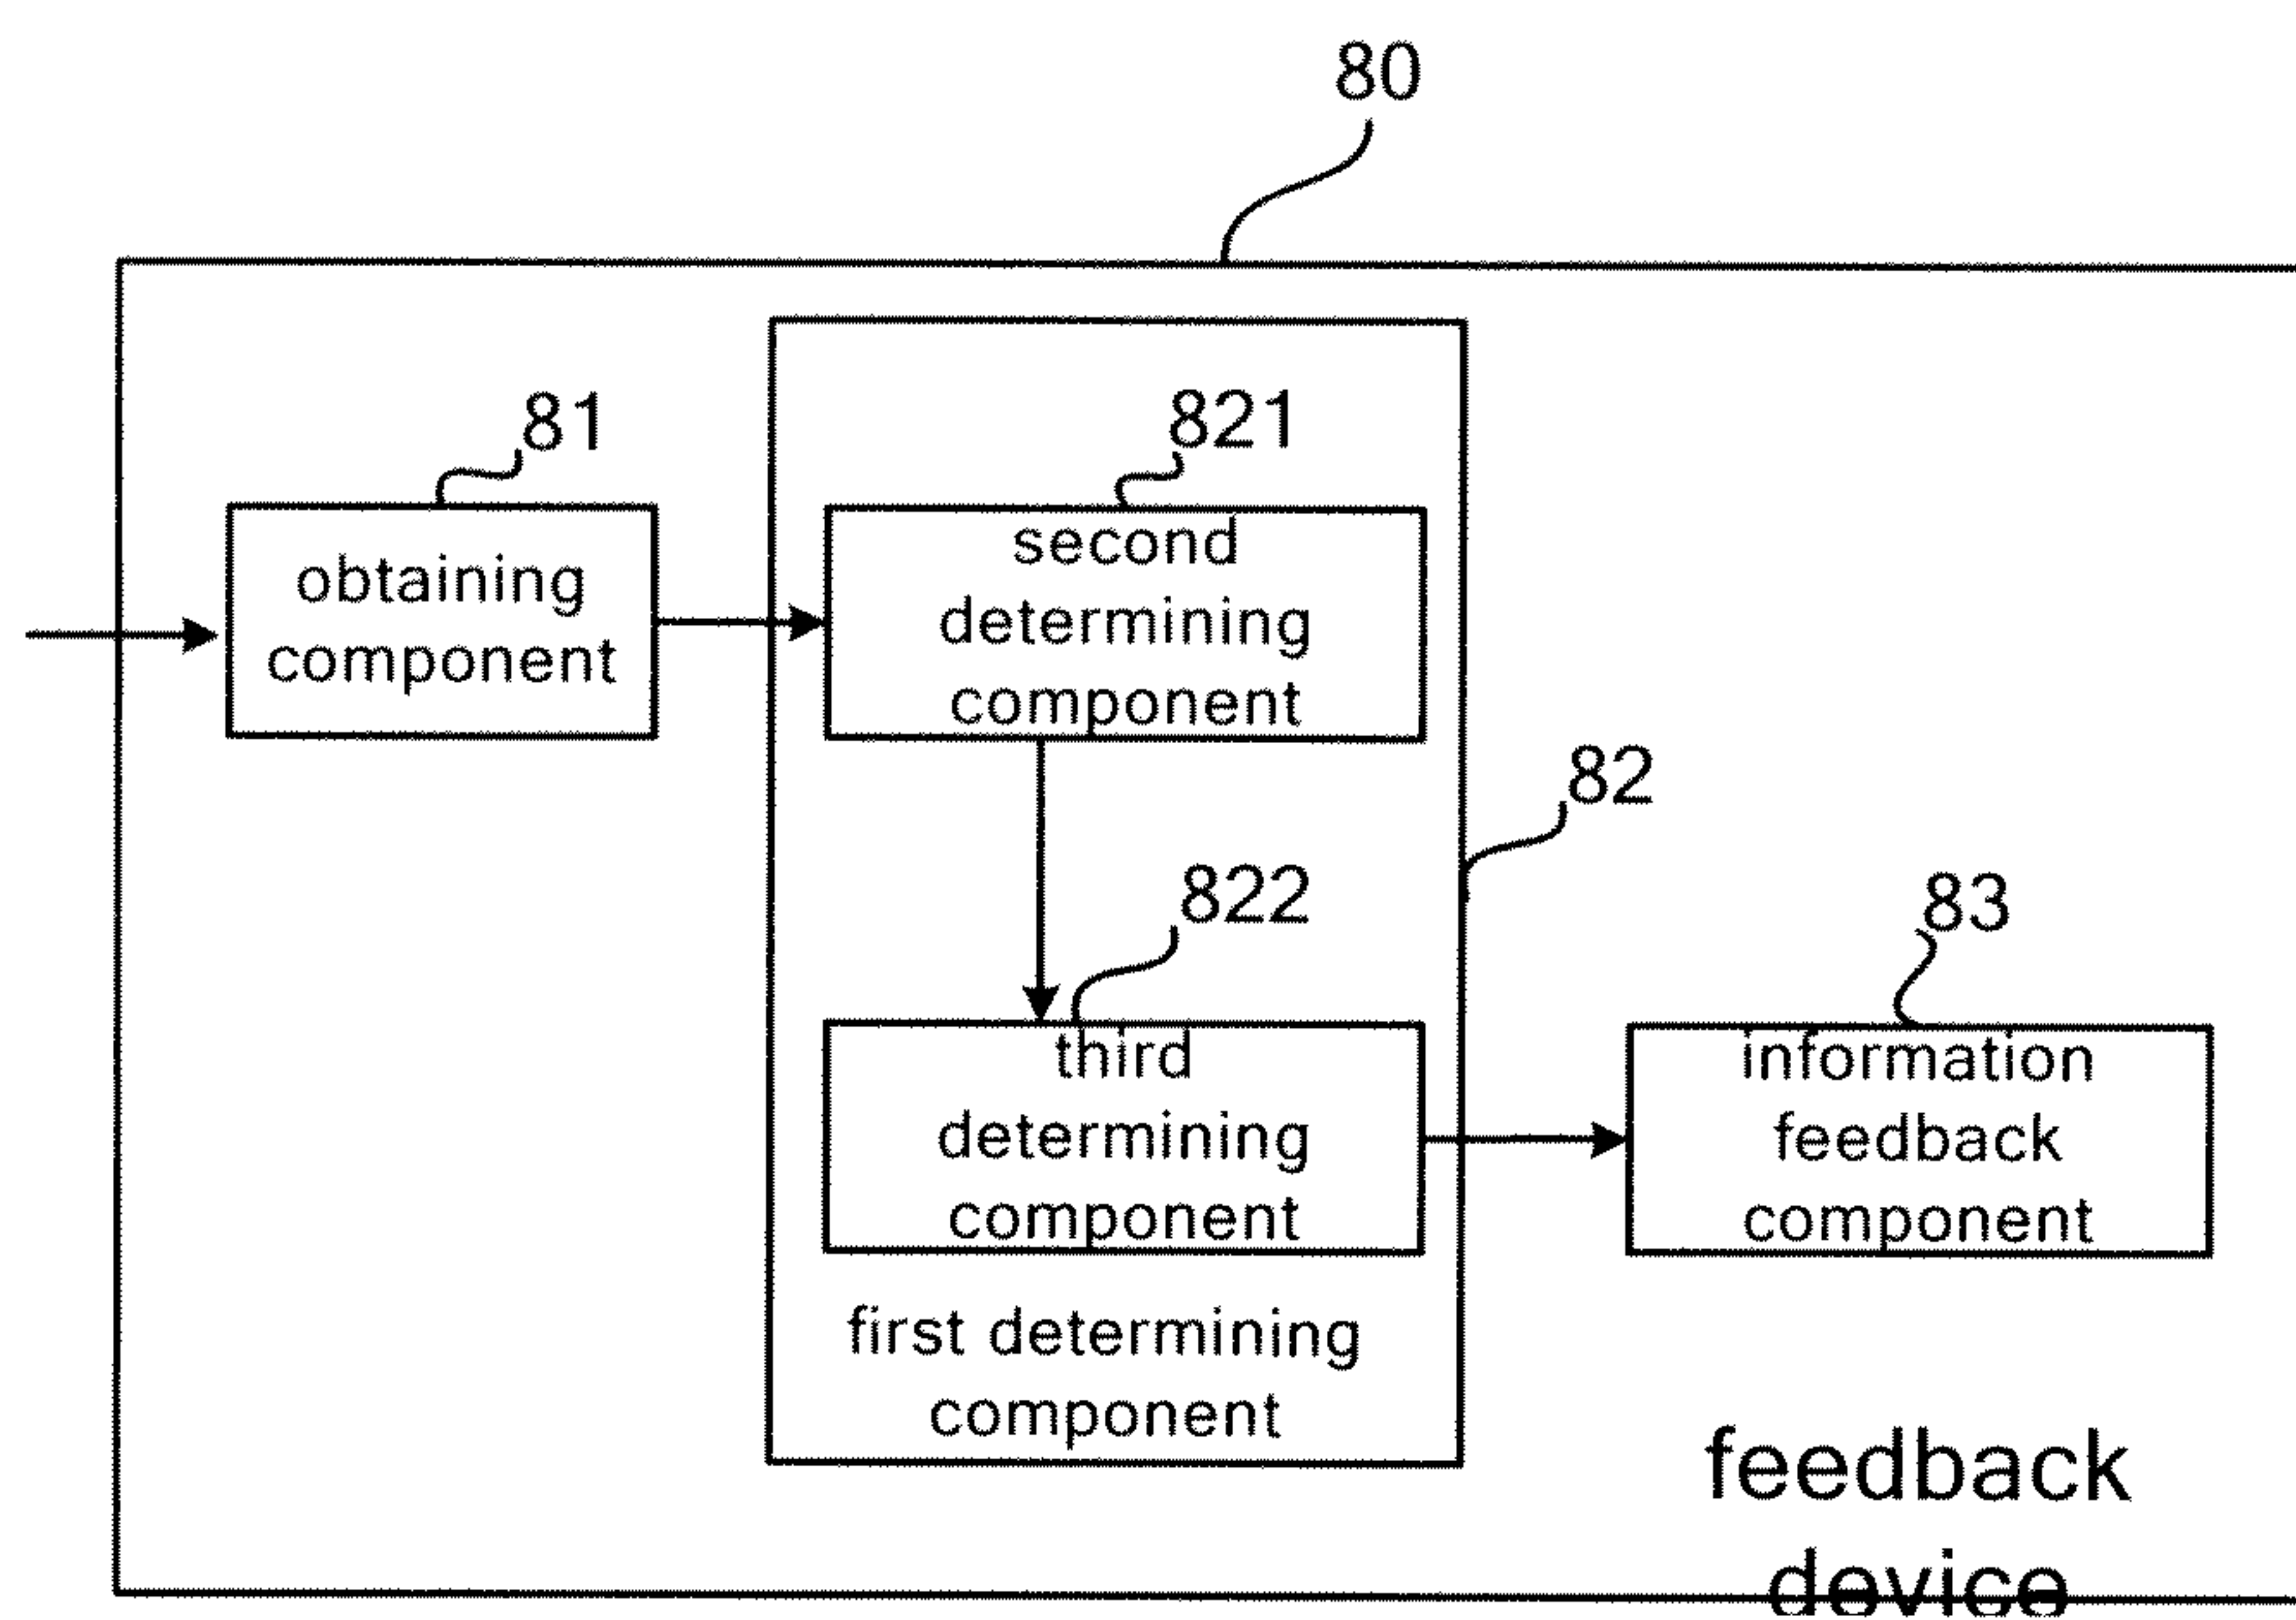 80
81
821
obtaining
component
second
determining
component
82
822
83
third
determining
component
information
feedback
component
first determining
component
feedback
device